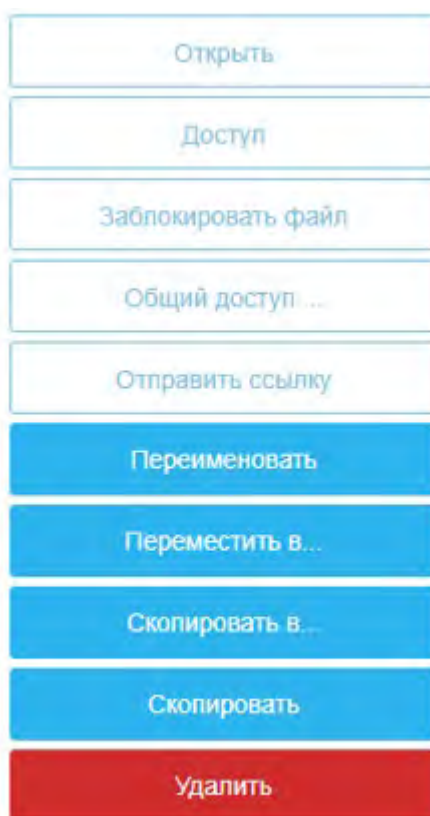 Открыть
Доступ
Заблокировать файл
Общий доступ ...
Отправить ссылку
Переименовать
Переместить в...
Скопировать в...
Скопировать
Удалить